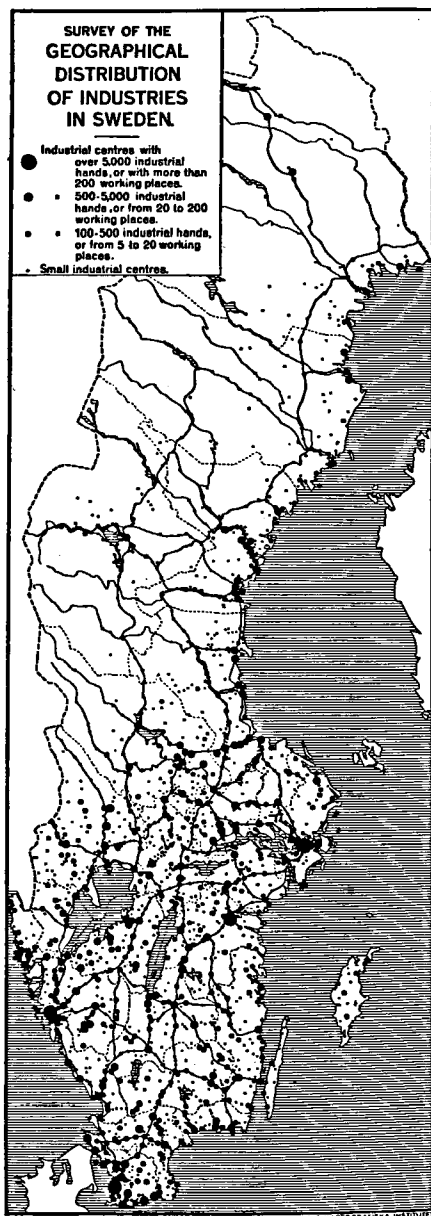 SURVEY OF THE
GEOGRAPHICAL
DISTRIBUTION
OF INDUSTRIES
IN SWEDEN.
Industrial centres with
over 5,000 industrial
hands, or with more than
200 working places.
500-5,000 industrial
hands, or from 20 to 200
working places.
100-500 industrial hands,
or from 5 to 20 working
places.
Small industrial centres.